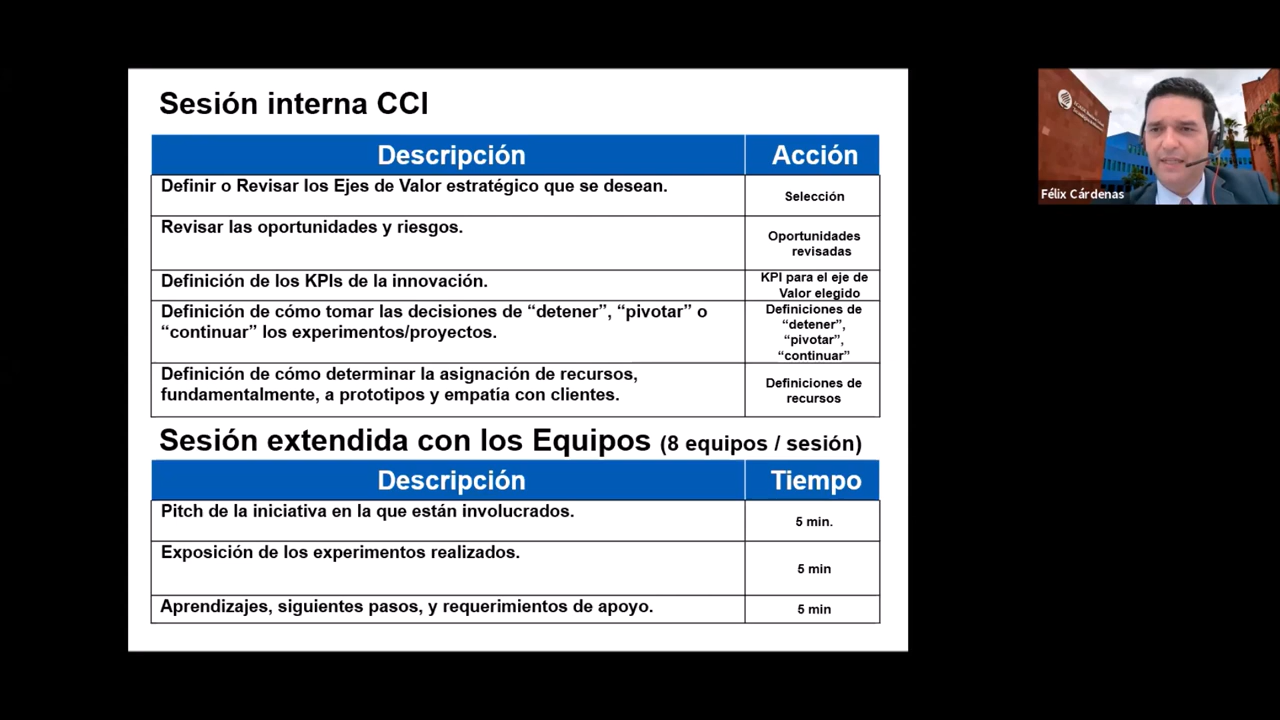 Sesión interna CCI
Descripción
Acción
Definir o Revisar los Ejes de Valor estratégico que se desean.
Selección
Revisar las oportunidades y riesgos.
Oportunidades
revisadas
Definición de los KPIs de la innovación.
KPI para el eje de
Valor elegido
Definición de cómo tomar las decisiones de “detener”, “pivotar” o
“continuar” los experimentos/proyectos.
Definiciones de
“detener”,
“pivotar”,
“continuar”
Definición de cómo determinar la asignación de recursos,
fundamentalmente, a prototipos y empatía con clientes.
Definiciones de
recursos
Sesión extendida con los Equipos (8 equipos / sesión)
Descripción
Tiempo
Pitch de la iniciativa en la que están involucrados.
5 min.
Exposición de los experimentos realizados.
5 min
Aprendizajes, siguientes pasos, y requerimientos de apoyo.
5 min
Félix Cárdenas